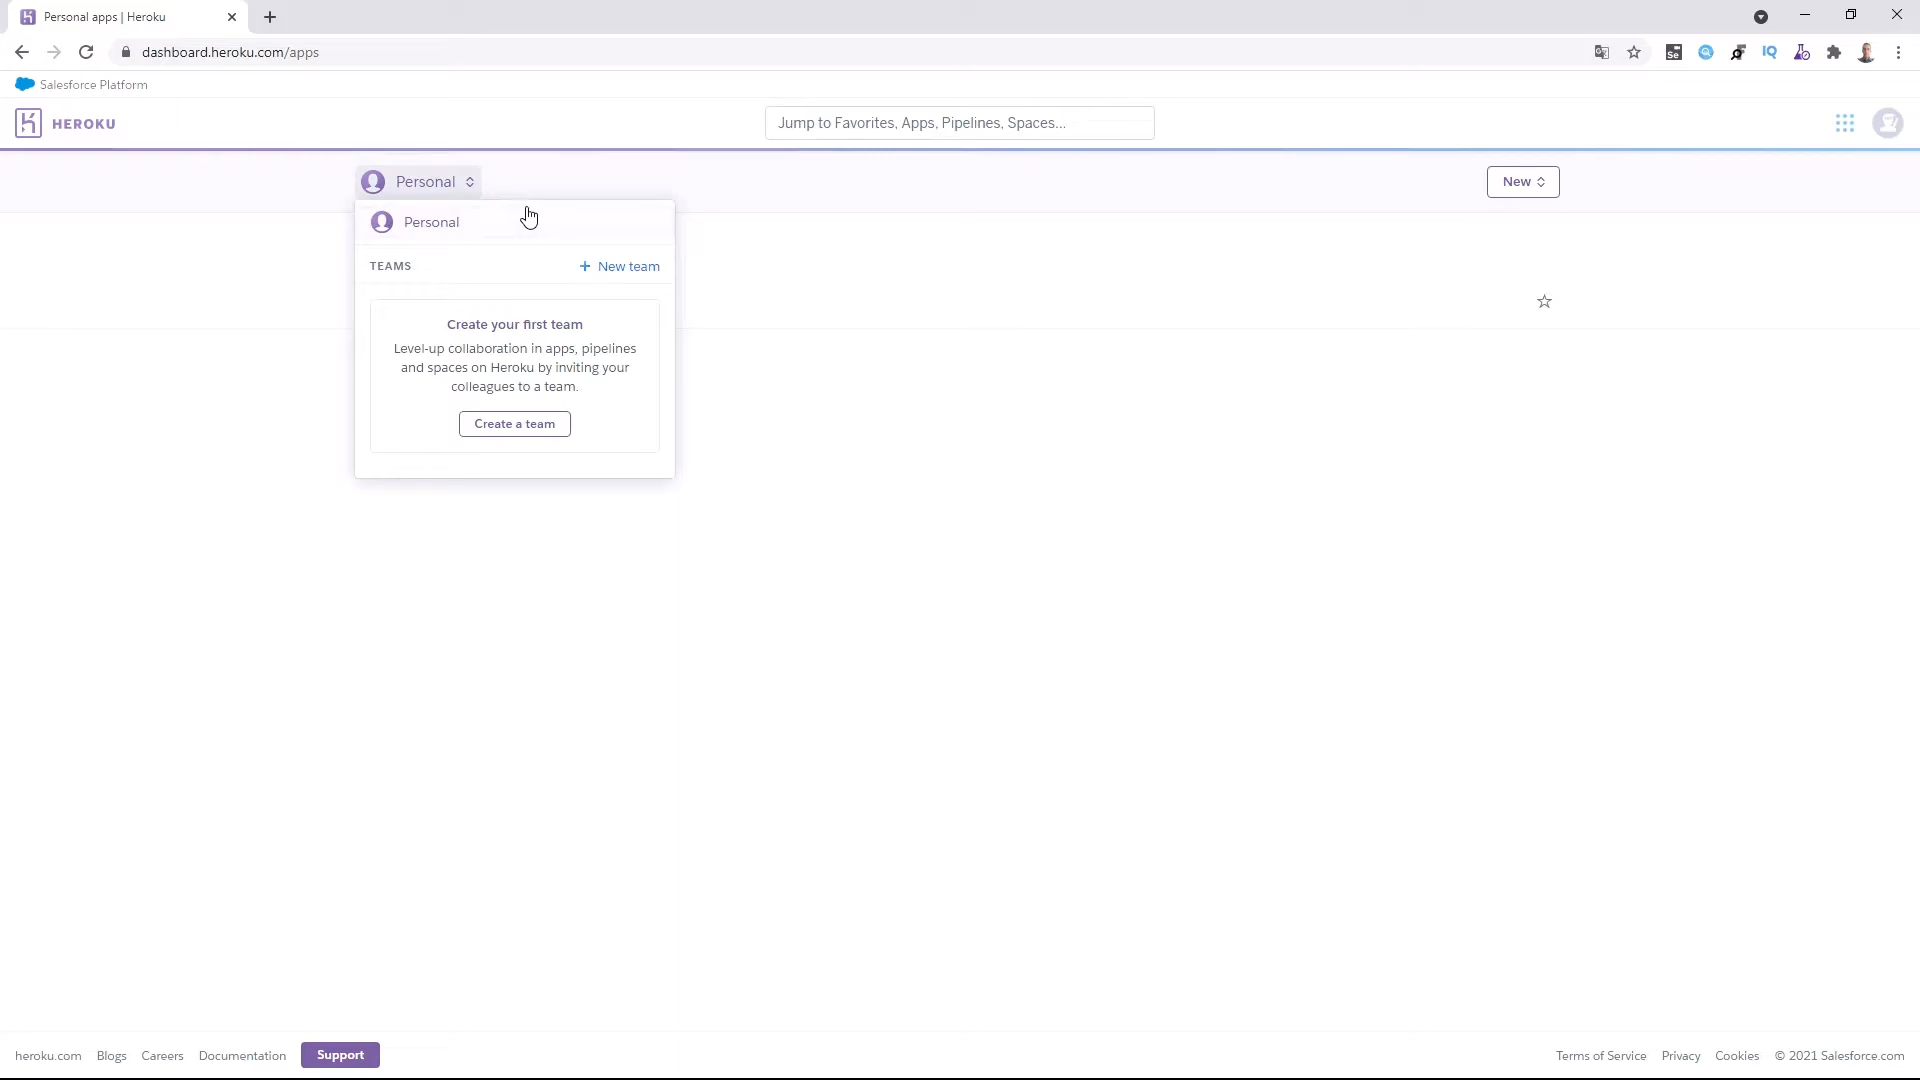 Personal apps | Heroku
dashboard.heroku.com/apps
Se
IQ
Salesforce Platform
HEROKU
Jump to Favorites, Apps, Pipelines, Spaces...
Personal
New
Personal
TEAMS
+ New team
Create your first team
Level-up collaboration in apps, pipelines
and spaces on Heroku by inviting your
colleagues to a team.
Create a team
heroku.com Blogs Careers Documentation Support
Terms of Service Privacy Cookies © 2021 Salesforce.com